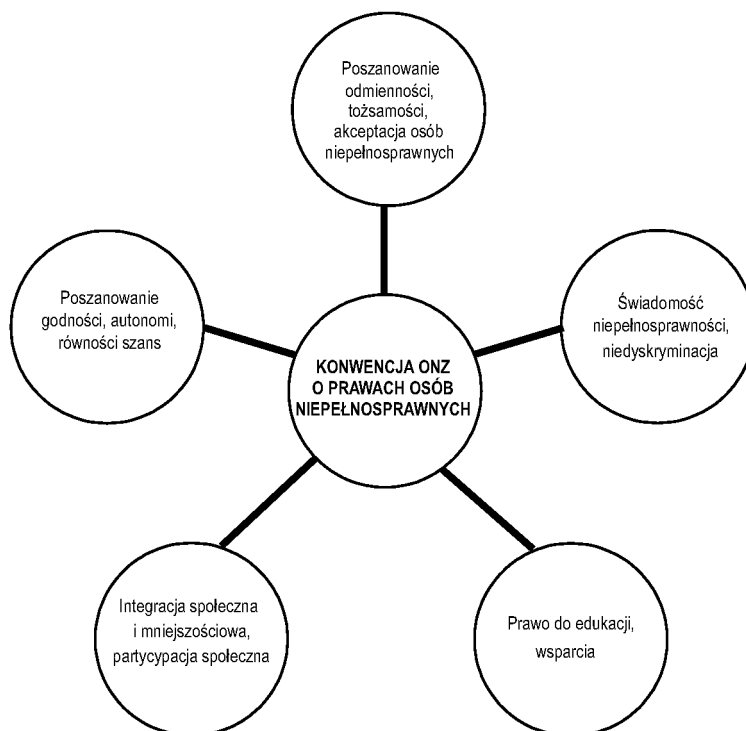 Poszanowanie
odmienności,
tożsamości,
akceptacja osób
niepełnosprawnych
Poszanowanie
godności, autonomi,
równości szans
Świadomość
niepełnosprawności,
niedyskryminacja
KONWENCJA ONZ
O PRAWACH OSÓB
NIEPEŁNOSPRAWNYCH
Integracja społeczna
i mniejszościowa,
partycypacja społeczna
Prawo do edukacji,
wsparcia